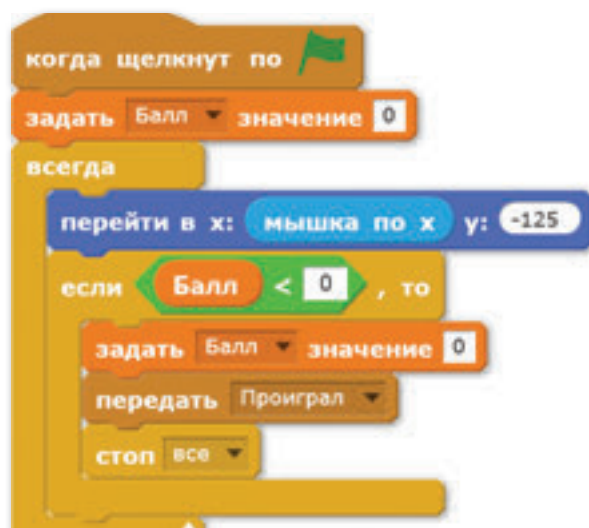 когда щелкнут по
задать Балл значение 0
всегда
перейти в x: мышка по x y: -125
если Балл < 0 , то
задать Балл значение 0
передать Проиграл
стоп все